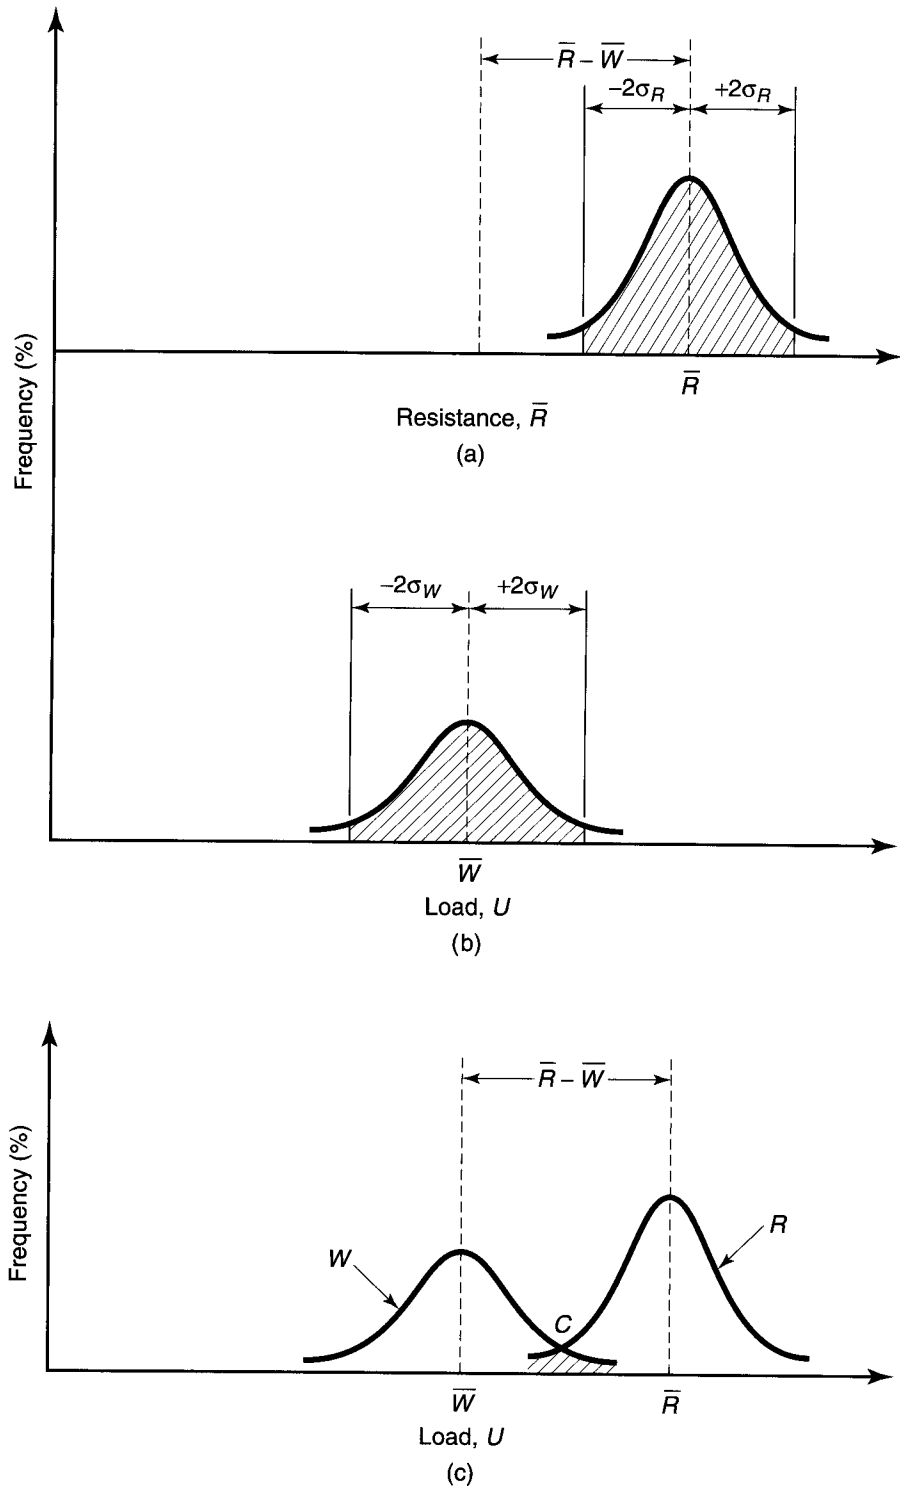 R̅ – W̅
–2σR +2σR
Frequency (%)
R̅
Resistance, R̅
(a)
–2σW +2σW
W̅
Load, U
(b)
R̅ – W̅
Frequency (%)
R
W
C
W̅ R̅
Load, U
(c)